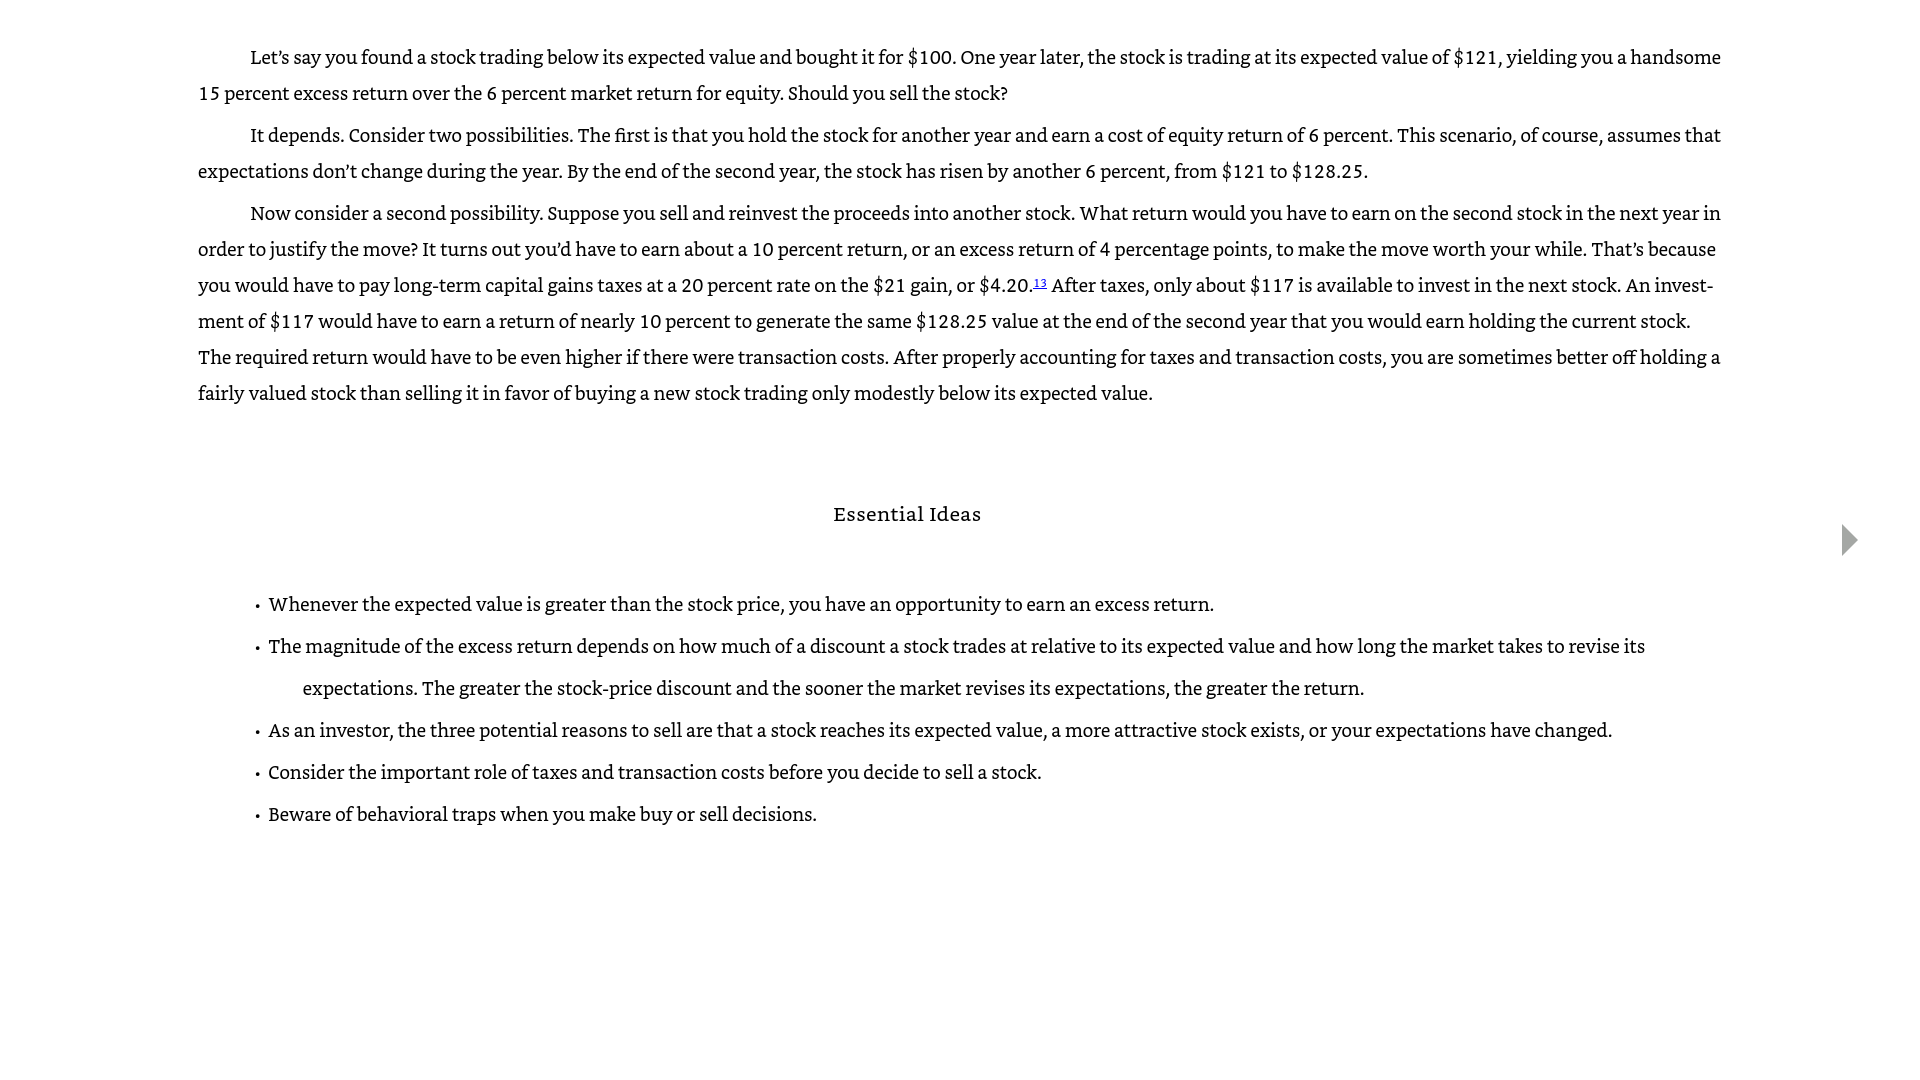 Let’s say you found a stock trading below its expected value and bought it for $100. One year later, the stock is trading at its expected value of $121, yielding you a handsome
15 percent excess return over the 6 percent market return for equity. Should you sell the stock?
It depends. Consider two possibilities. The first is that you hold the stock for another year and earn a cost of equity return of 6 percent. This scenario, of course, assumes that
expectations don’t change during the year. By the end of the second year, the stock has risen by another 6 percent, from $121 to $128.25.
Now consider a second possibility. Suppose you sell and reinvest the proceeds into another stock. What return would you have to earn on the second stock in the next year in
order to justify the move? It turns out you’d have to earn about a 10 percent return, or an excess return of 4 percentage points, to make the move worth your while. That’s because
you would have to pay long-term capital gains taxes at a 20 percent rate on the $21 gain, or $4.20.13 After taxes, only about $117 is available to invest in the next stock. An invest-
ment of $117 would have to earn a return of nearly 10 percent to generate the same $128.25 value at the end of the second year that you would earn holding the current stock.
The required return would have to be even higher if there were transaction costs. After properly accounting for taxes and transaction costs, you are sometimes better off holding a
fairly valued stock than selling it in favor of buying a new stock trading only modestly below its expected value.
Essential Ideas
• Whenever the expected value is greater than the stock price, you have an opportunity to earn an excess return.
• The magnitude of the excess return depends on how much of a discount a stock trades at relative to its expected value and how long the market takes to revise its
expectations. The greater the stock-price discount and the sooner the market revises its expectations, the greater the return.
• As an investor, the three potential reasons to sell are that a stock reaches its expected value, a more attractive stock exists, or your expectations have changed.
• Consider the important role of taxes and transaction costs before you decide to sell a stock.
• Beware of behavioral traps when you make buy or sell decisions.